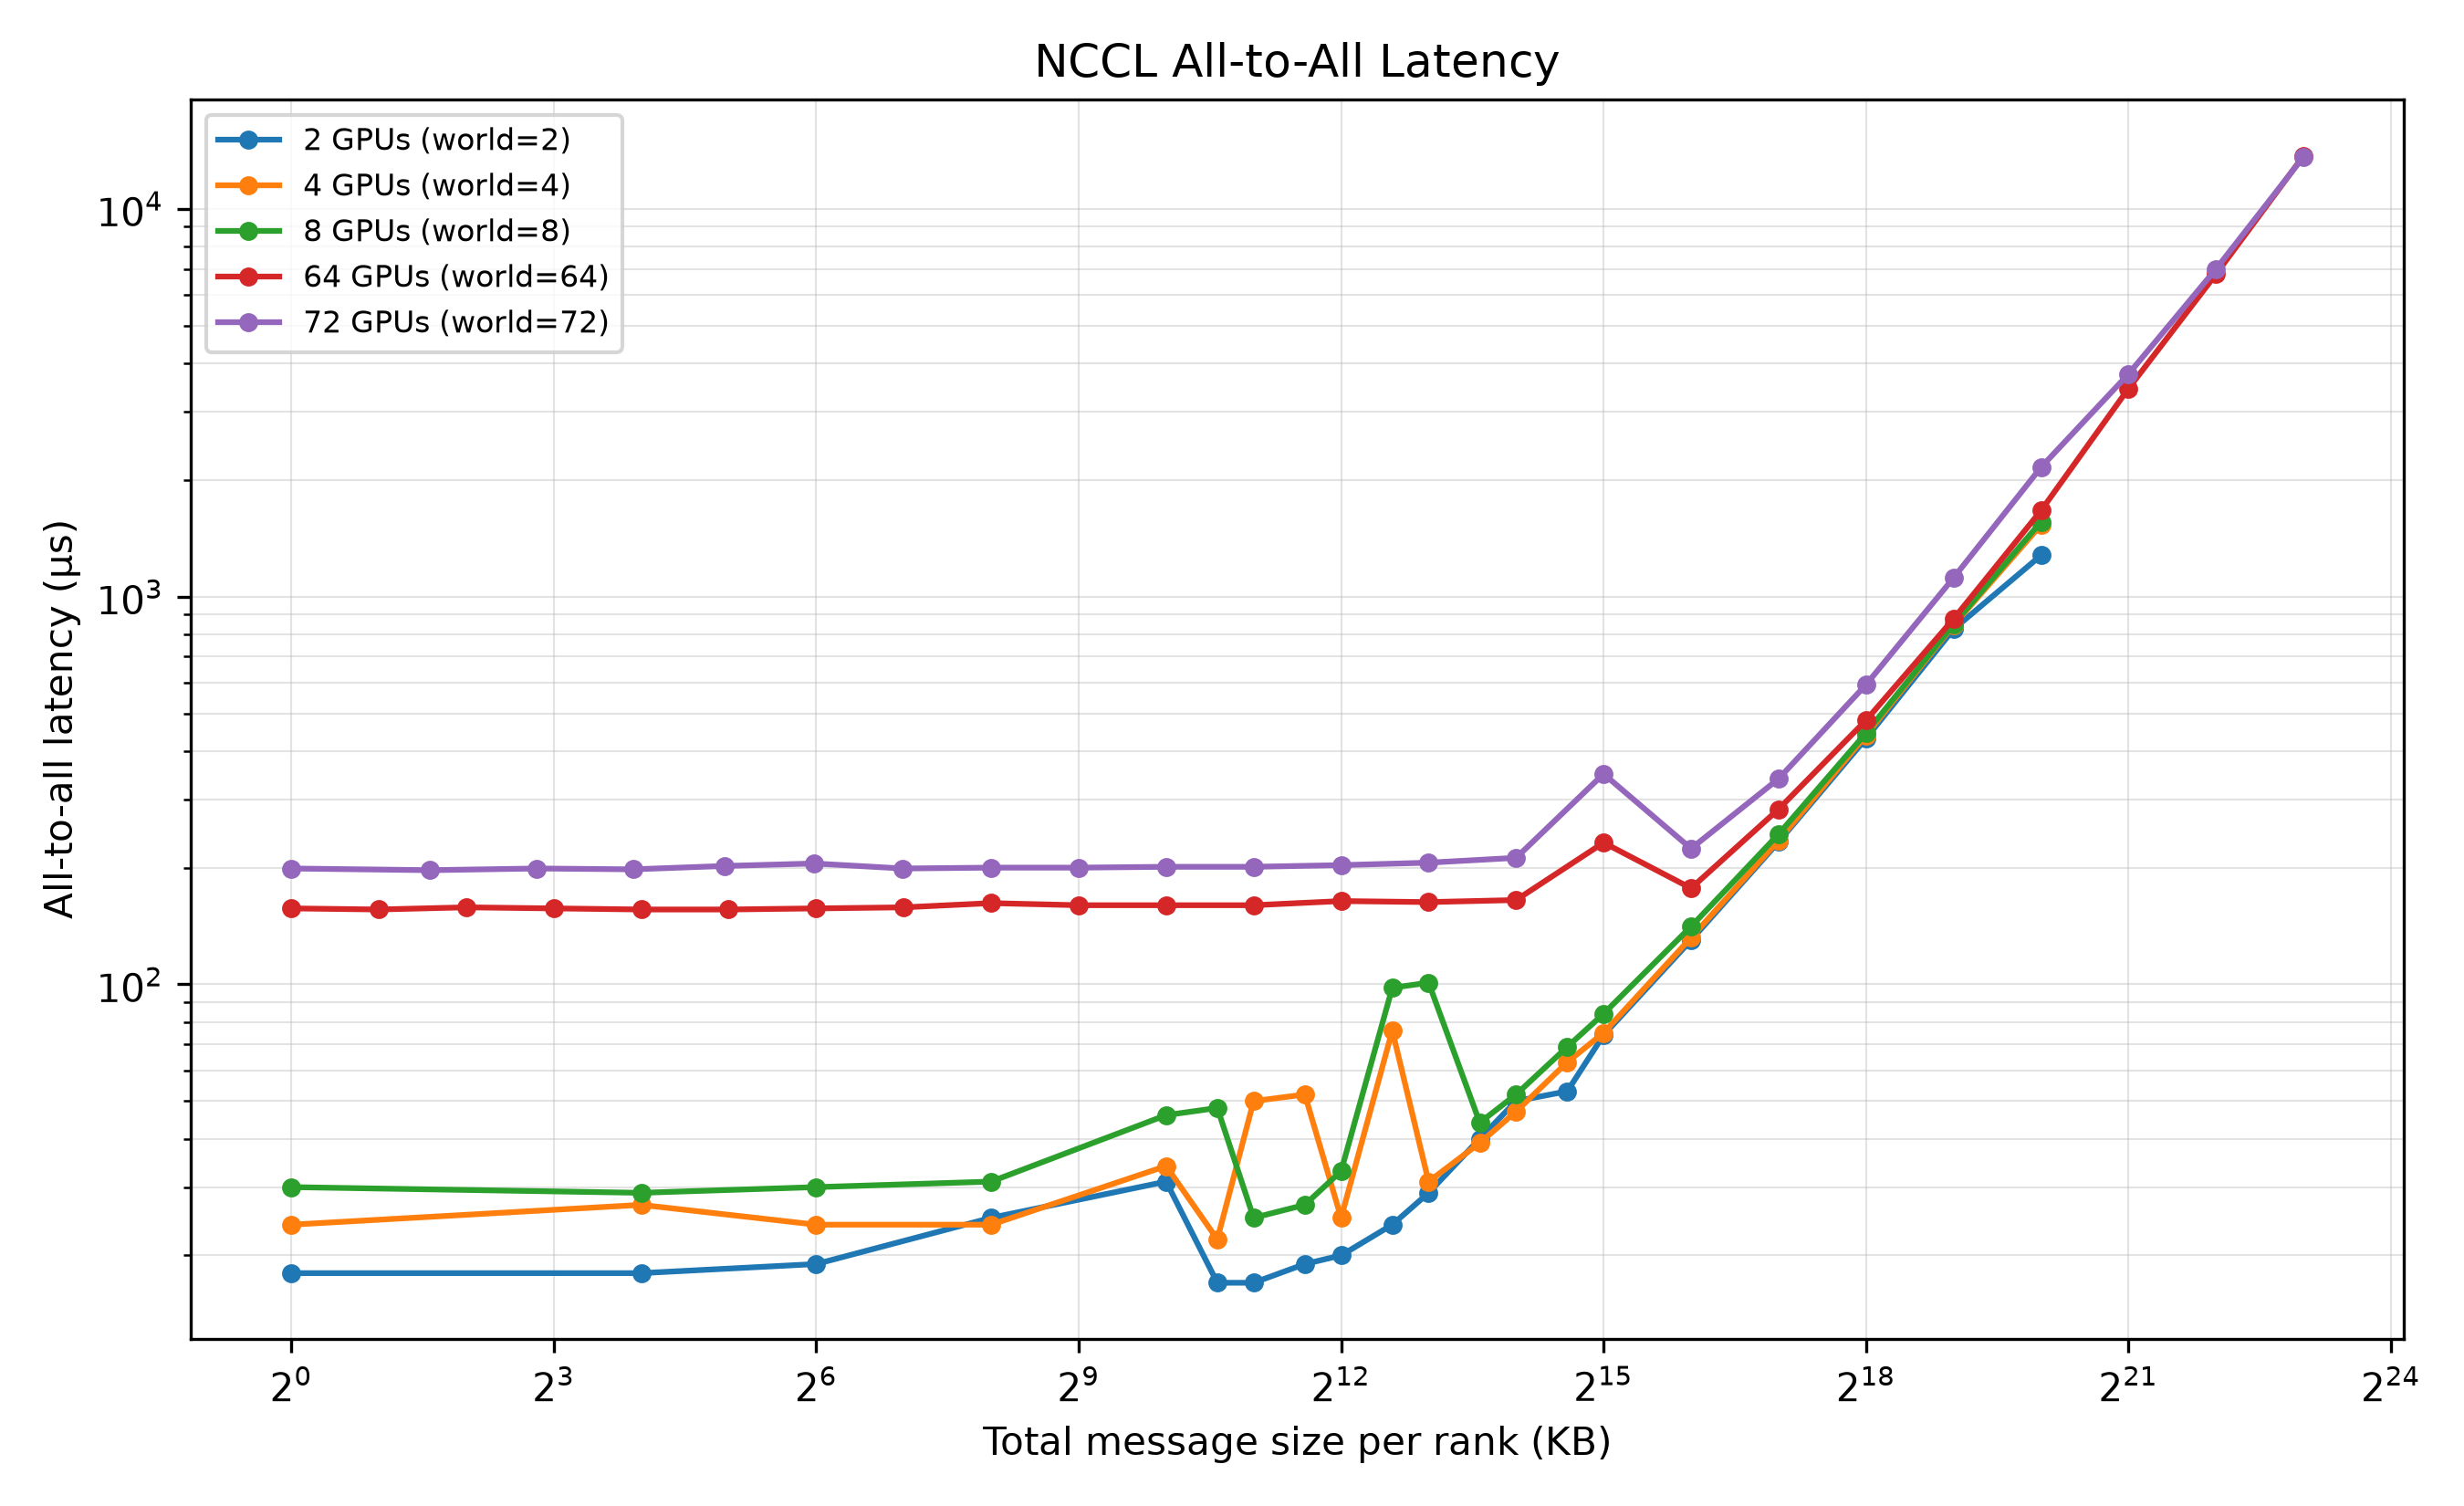 NCCL All-to-All Latency
2 GPUs (world=2)
4 GPUs (world=4)
8 GPUs (world=8)
64 GPUs (world=64)
72 GPUs (world=72)
All-to-all latency (µs)
10⁴
10³
10²
2⁰ 2³ 2⁶ 2⁹ 2¹² 2¹⁵ 2¹⁸ 2²¹ 2²⁴
Total message size per rank (KB)